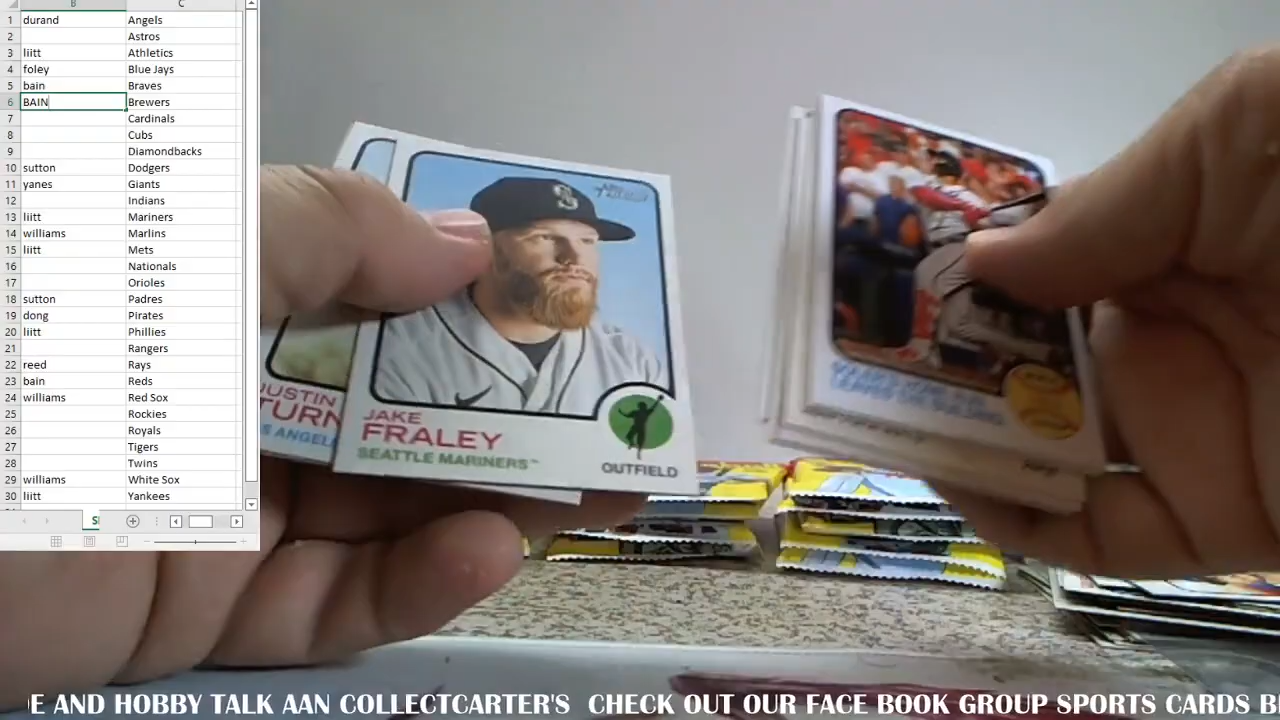 B C
1 durand Angels
2 Astros
3 liitt Athletics
4 foley Blue Jays
5 bain Braves
6 BAIN Brewers
7 Cardinals
8 Cubs
9 Diamondbacks
10 sutton Dodgers
11 yanes Giants
12 Indians
13 liitt Mariners
14 williams Marlins
15 liitt Mets
16 Nationals
17 Orioles
18 sutton Padres
19 dong Pirates
20 liitt Phillies
21 Rangers
22 reed Rays
23 bain Reds
24 williams Red Sox
25 Rockies
26 Royals
27 Tigers
28 Twins
29 williams White Sox
30 liitt Yankees
JUSTIN
TURN
S ANGEL
JAKE
FRALEY
SEATTLE MARINERS™
OUTFIELD
E AND HOBBY TALK AAN COLLECTCARTER'S CHECK OUT OUR FACE BOOK GROUP SPORTS CARDS B